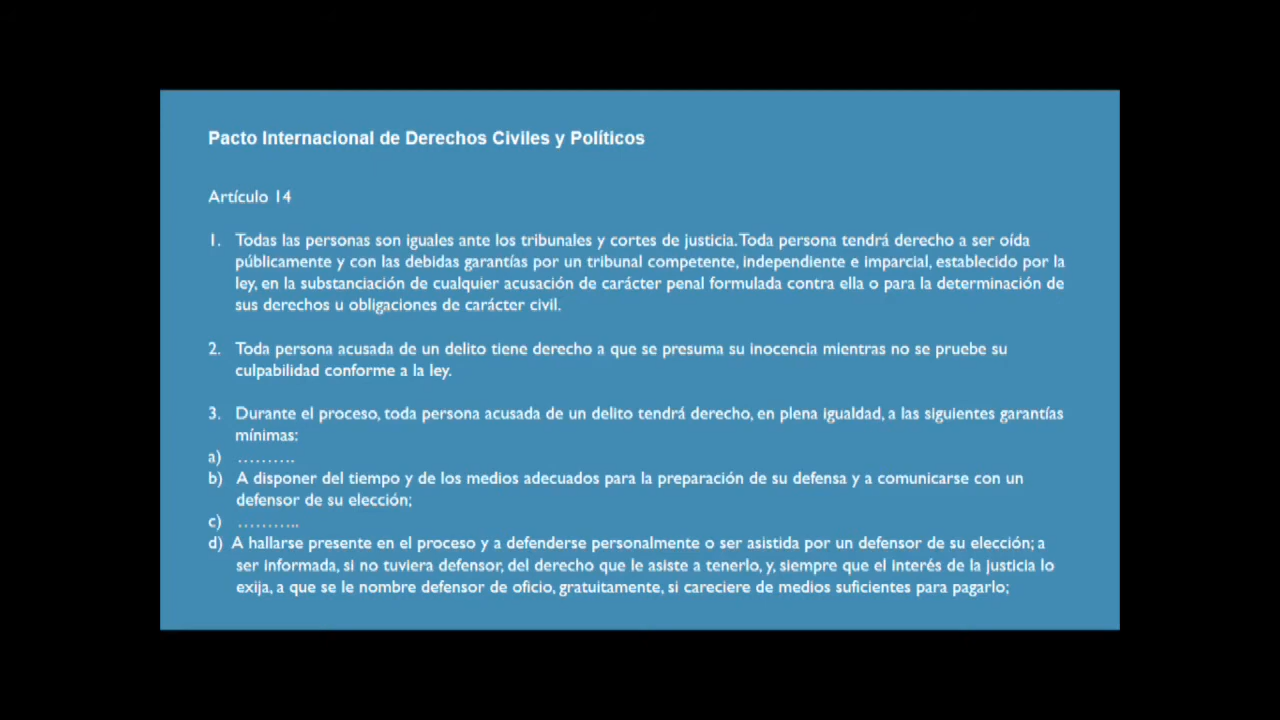 Pacto Internacional de Derechos Civiles y Políticos
Artículo 14
1. Todas las personas son iguales ante los tribunales y cortes de justicia. Toda persona tendrá derecho a ser oída
públicamente y con las debidas garantías por un tribunal competente, independiente e imparcial, establecido por la
ley, en la substanciación de cualquier acusación de carácter penal formulada contra ella o para la determinación de
sus derechos u obligaciones de carácter civil.
2. Toda persona acusada de un delito tiene derecho a que se presuma su inocencia mientras no se pruebe su
culpabilidad conforme a la ley.
3. Durante el proceso, toda persona acusada de un delito tendrá derecho, en plena igualdad, a las siguientes garantías
mínimas:
a) ……….
b) A disponer del tiempo y de los medios adecuados para la preparación de su defensa y a comunicarse con un
defensor de su elección;
c) ………..
d) A hallarse presente en el proceso y a defenderse personalmente o ser asistida por un defensor de su elección; a
ser informada, si no tuviera defensor, del derecho que le asiste a tenerlo, y, siempre que el interés de la justicia lo
exija, a que se le nombre defensor de oficio, gratuitamente, si careciere de medios suficientes para pagarlo;